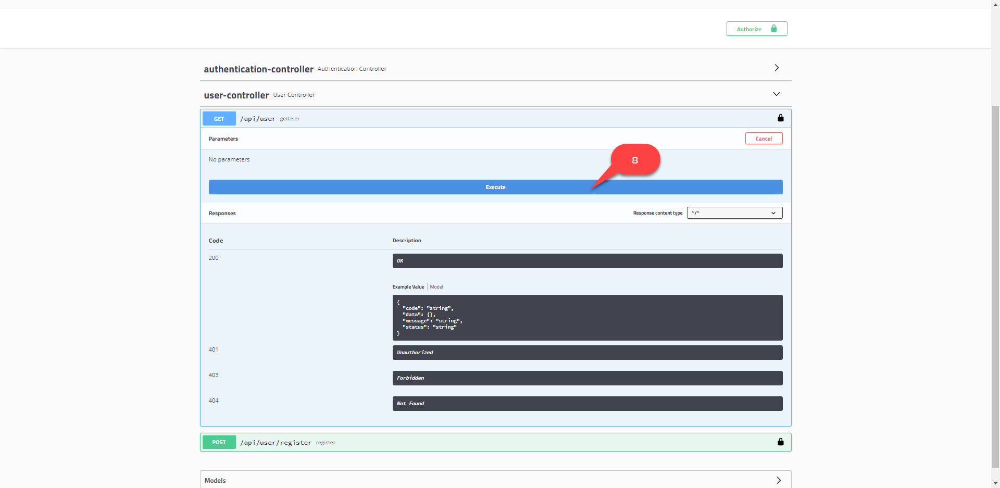 Authorize
authentication-controller Authentication Controller
user-controller User Controller
GET /api/user getUser
Parameters Cancel
No parameters
8
Execute
Responses Response content type */*
Code Description
200 OK
Example Value Model
{
  "code": "string",
  "data": {},
  "message": "string",
  "status": "string"
}
401 Unauthorized
403 Forbidden
404 Not Found
POST /api/user/register register
Models